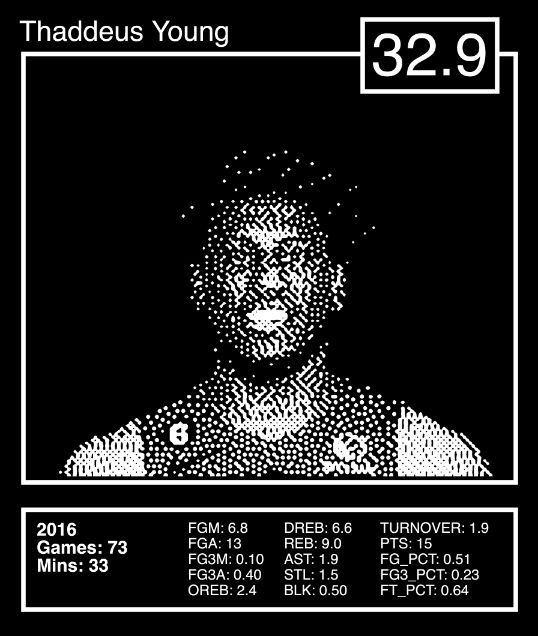 Thaddeus Young
32.9
6
2016
Games: 73
Mins: 33
FGM: 6.8
FGA: 13
FG3M: 0.10
FG3A: 0.40
OREB: 2.4
DREB: 6.6
REB: 9.0
AST: 1.9
STL: 1.5
BLK: 0.50
TURNOVER: 1.9
PTS: 15
FG_PCT: 0.51
FG3_PCT: 0.23
FT_PCT: 0.64